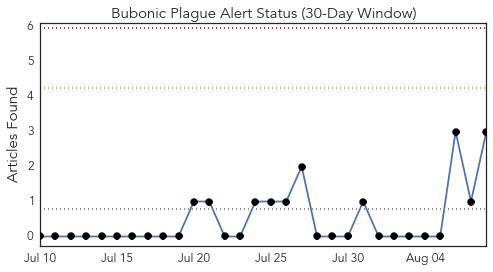 Bubonic Plague Alert Status (30-Day Window)
Articles Found
6
5
4
3
2
1
0
Jul 10
Jul 15
Jul 20
Jul 25
Jul 30
Aug 04